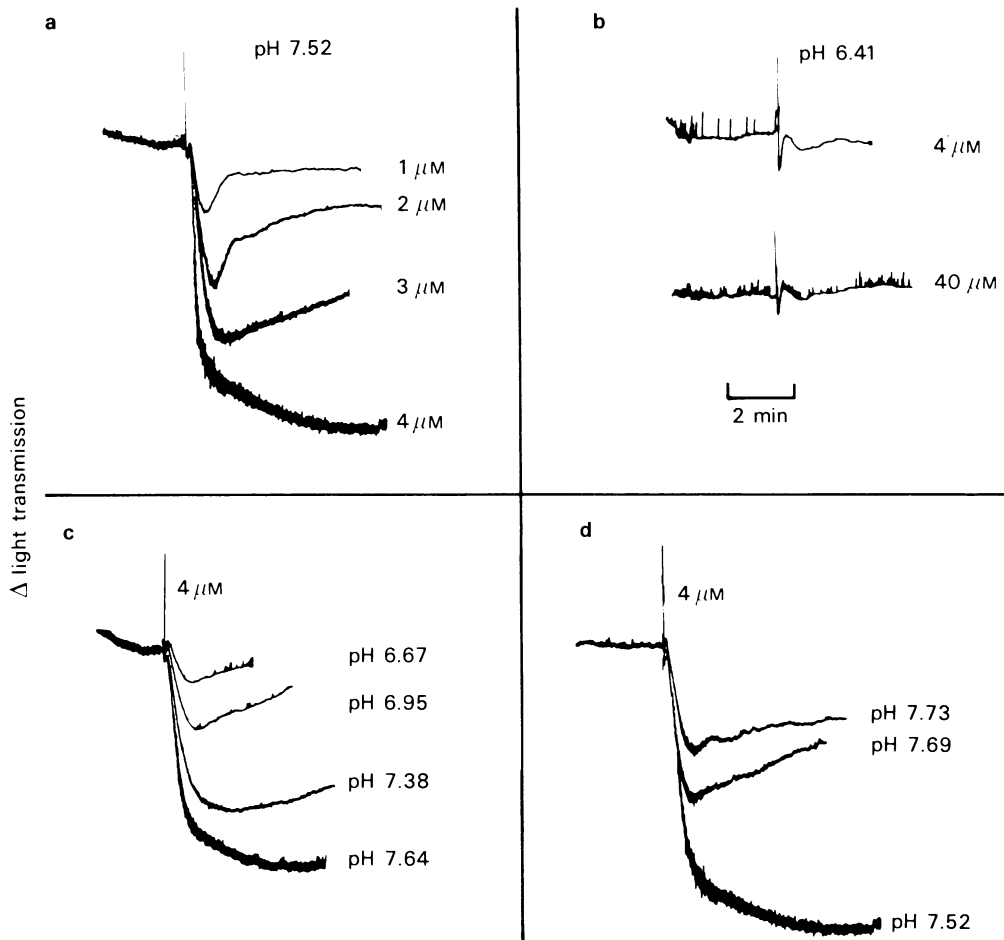 a
pH 7.52
1 μM
2 μM
3 μM
4 μM
b
pH 6.41
4 μM
40 μM
2 min
Δ light transmission
c
4 μM
pH 6.67
pH 6.95
pH 7.38
pH 7.64
d
4 μM
pH 7.73
pH 7.69
pH 7.52